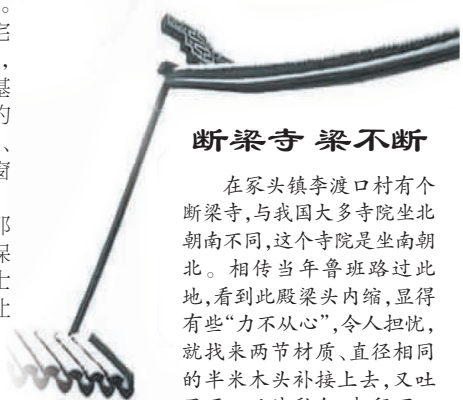 断梁寺 梁不断
在冢头镇李渡口村有个
断梁寺,与我国大多寺院坐北
朝南不同,这个寺院是坐南朝
北。相传当年鲁班路过此
地,看到此殿梁头内缩,显得
有些“力不从心”,令人担忧,
就找来两节材质、直径相同
的半米木头补接上去,又吐